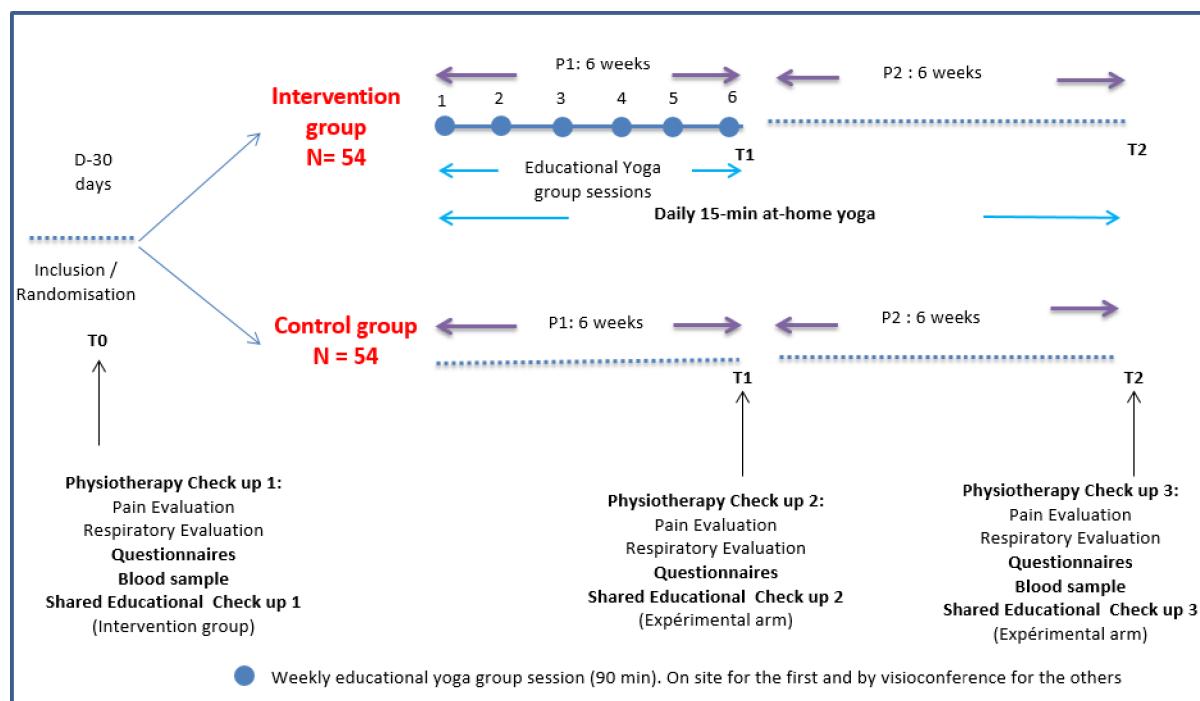 P1: 6 weeks
P2 : 6 weeks
Intervention
group
N= 54
1 2 3 4 5 6
T1
T2
D-30
days
Educational Yoga
group sessions
Daily 15-min at-home yoga
Inclusion /
Randomisation
T0
Control group
N = 54
P1: 6 weeks
P2 : 6 weeks
T1
T2
Physiotherapy Check up 1:
Pain Evaluation
Respiratory Evaluation
Questionnaires
Blood sample
Shared Educational Check up 1
(Intervention group)
Physiotherapy Check up 2:
Pain Evaluation
Respiratory Evaluation
Questionnaires
Shared Educational Check up 2
(Expérimental arm)
Physiotherapy Check up 3:
Pain Evaluation
Respiratory Evaluation
Questionnaires
Blood sample
Shared Educational Check up 3
(Expérimental arm)
Weekly educational yoga group session (90 min). On site for the first and by visioconference for the others